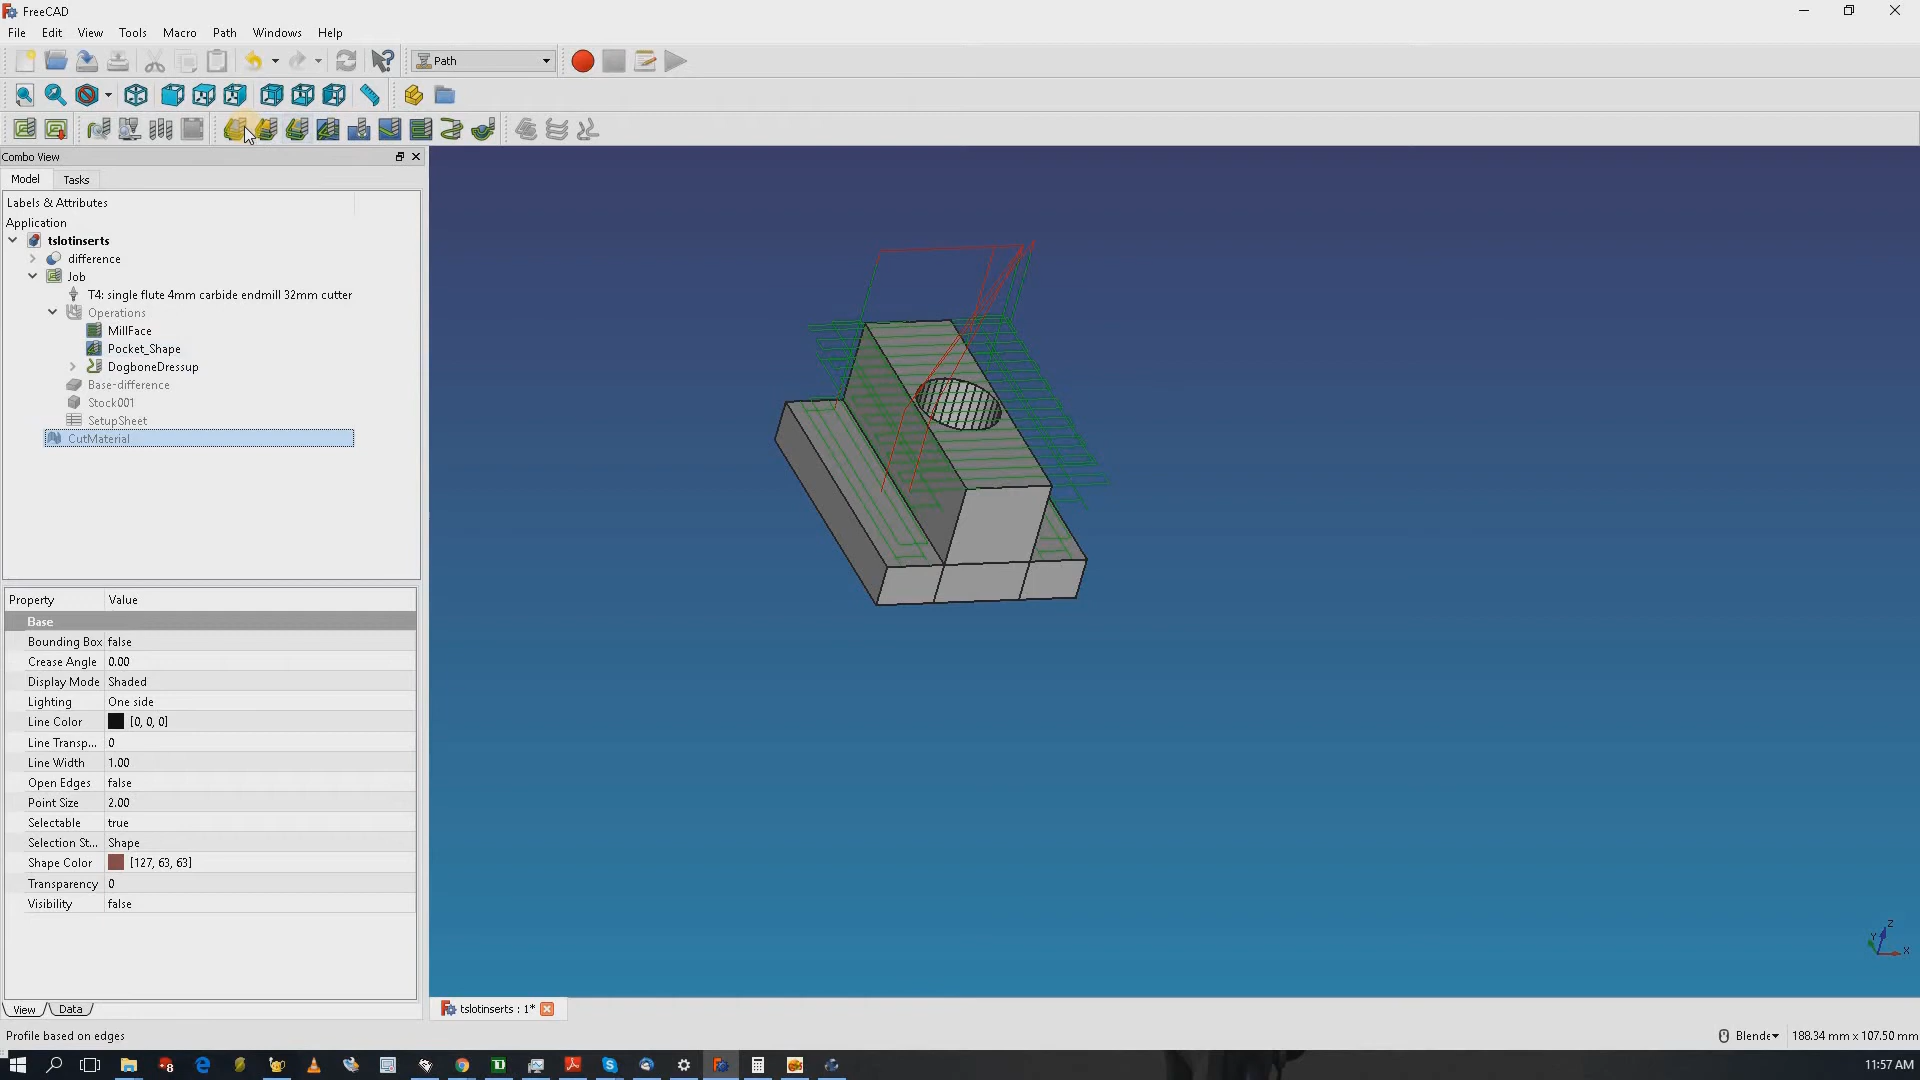 FreeCAD
File Edit View Tools Macro Path Windows Help
Path
Combo View
Model Tasks
Labels & Attributes
Application
tslotinserts
difference
Job
T4: single flute 4mm carbide endmill 32mm cutter
Operations
MillFace
Pocket_Shape
DogboneDressup
Base-difference
Stock001
SetupSheet
CutMaterial
Property Value
Base
Bounding Box false
Crease Angle 0.00
Display Mode Shaded
Lighting One side
Line Color [0, 0, 0]
Line Transp... 0
Line Width 1.00
Open Edges false
Point Size 2.00
Selectable true
Selection St... Shape
Shape Color [127, 63, 63]
Transparency 0
Visibility false
View Data
tslotinserts : 1*
Z
Y
X
Profile based on edges
Blende 188.34 mm x 107.50 mm
8
11:57 AM